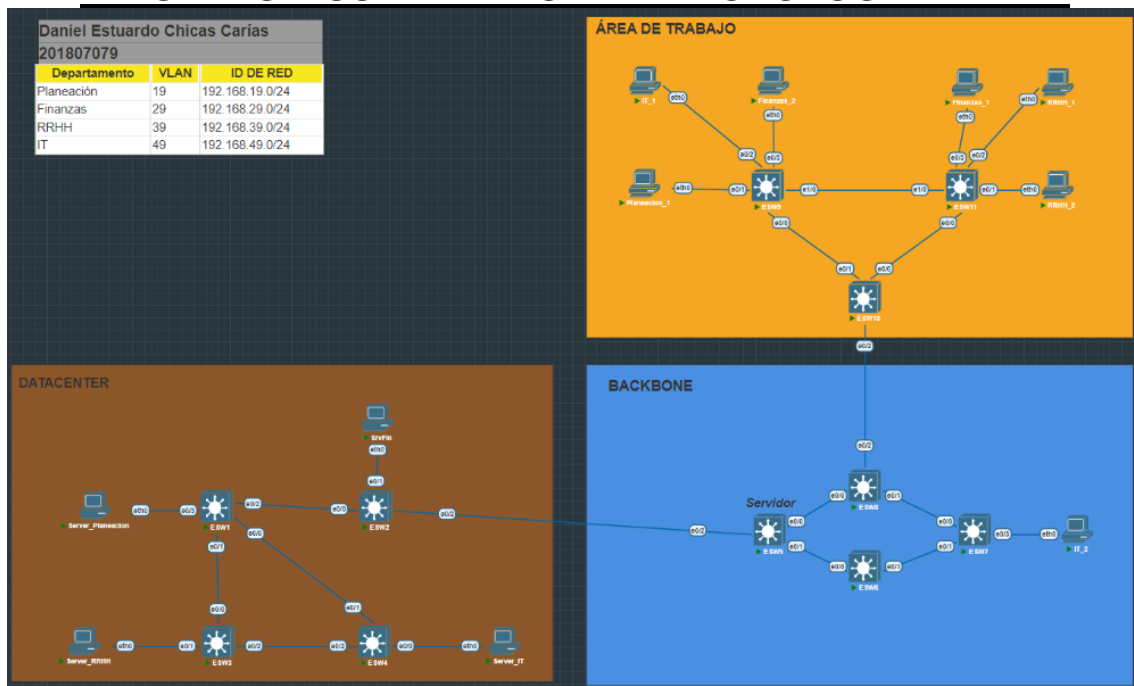 Daniel Estuardo Chicas Carías
201807079
Departamento VLAN ID DE RED
Planeación 19 192.168.19.0/24
Finanzas 29 192.168.29.0/24
RRHH 39 192.168.39.0/24
IT 49 192.168.49.0/24
ÁREA DE TRABAJO
IT_1
eth0
Finanzas_2
eth0
Finanzas_1
eth0
eth0
RRHH_1
e0/2
e0/3
e0/3
e0/2
Planeacion_1
eth0
e0/1
ESW9
e1/0
e1/0
ESW11
e0/1
eth0
RRHH_2
e0/0
e0/0
e0/1
e0/0
ESW10
e0/2
DATACENTER
SrvFin
eth0
e0/1
Server_Planeacion
eth0
e0/3
ESW1
e0/2
e0/0
ESW2
e0/2
e0/1
e0/0
e0/0
e0/1
Server_RRHH
eth0
e0/1
ESW3
e0/2
e0/2
ESW4
e0/0
eth0
Server_IT
BACKBONE
e0/2
Servidor
e0/0
ESW8
e0/1
e0/2
ESW5
e0/0
e0/1
e0/0
e0/1
ESW7
e0/3
eth0
IT_2
e0/0
ESW6
e0/1